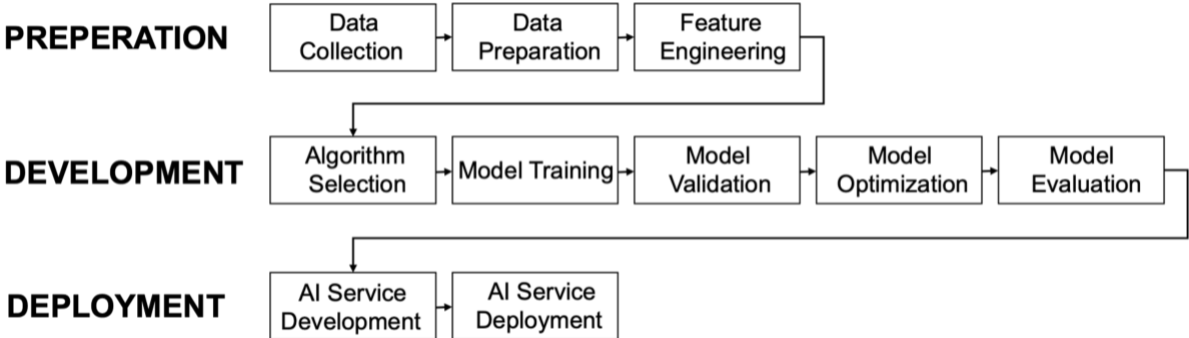 PREPERATION
Data
Collection
Data
Preparation
Feature
Engineering
DEVELOPMENT
Algorithm
Selection
Model Training
Model
Validation
Model
Optimization
Model
Evaluation
DEPLOYMENT
AI Service
Development
AI Service
Deployment